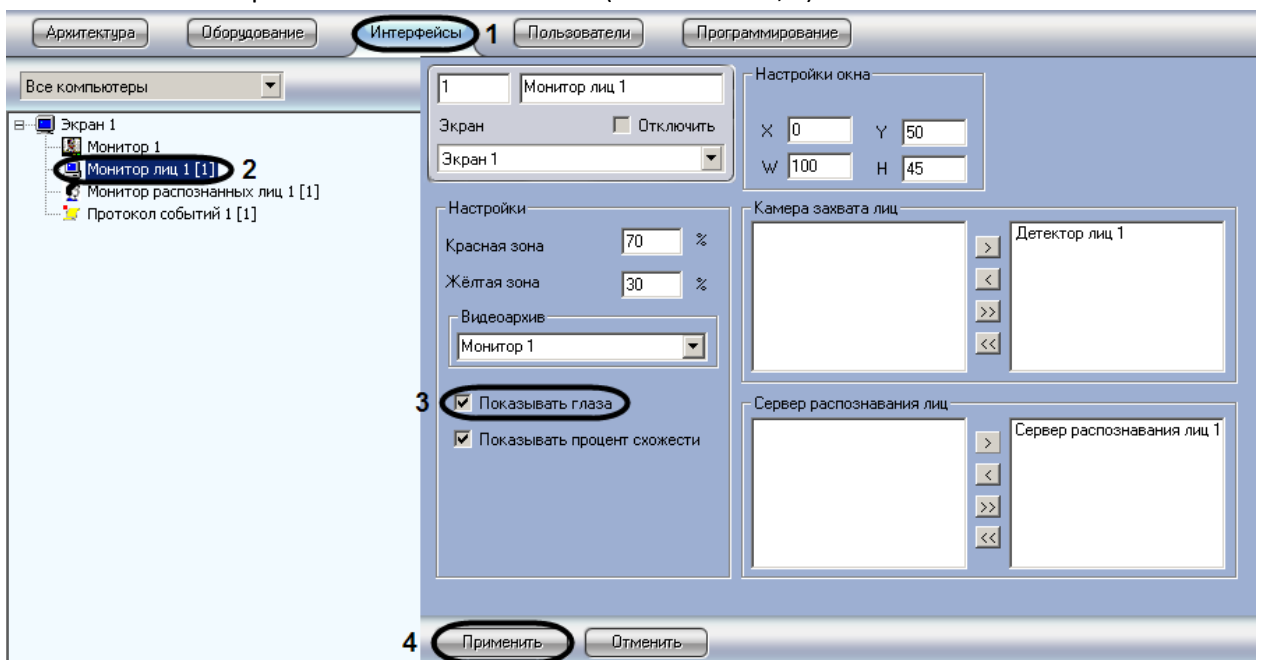 Архитектура Оборудование Интерфейсы 1 Пользователи Программирование
Все компьютеры
Экран 1
Монитор 1
Монитор лиц 1 [1] 2
Монитор распознанных лиц 1 [1]
Протокол событий 1 [1]
1 Монитор лиц 1
Экран Отключить
Экран 1
Настройки окна
X 0 Y 50
W 100 H 45
Настройки
Красная зона 70 %
Жёлтая зона 30 %
Видеоархив
Монитор 1
3 Показывать глаза
Показывать процент схожести
Камера захвата лиц
Детектор лиц 1
>
<
>>
<<
Сервер распознавания лиц
Сервер распознавания лиц 1
>
<
>>
<<
4 Применить Отменить